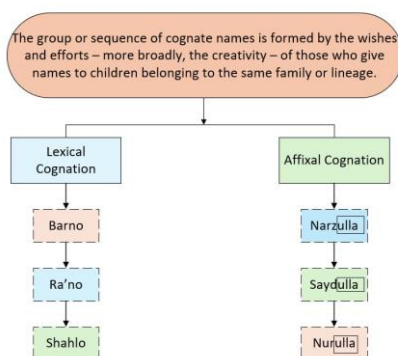 The group or sequence of cognate names is formed by the wishes
and efforts – more broadly, the creativity – of those who give
names to children belonging to the same family or lineage.
Lexical
Cognation
Affixal Cognation
Barno
Narzulla
Ra’no
Saydulla
Shahlo
Nurulla